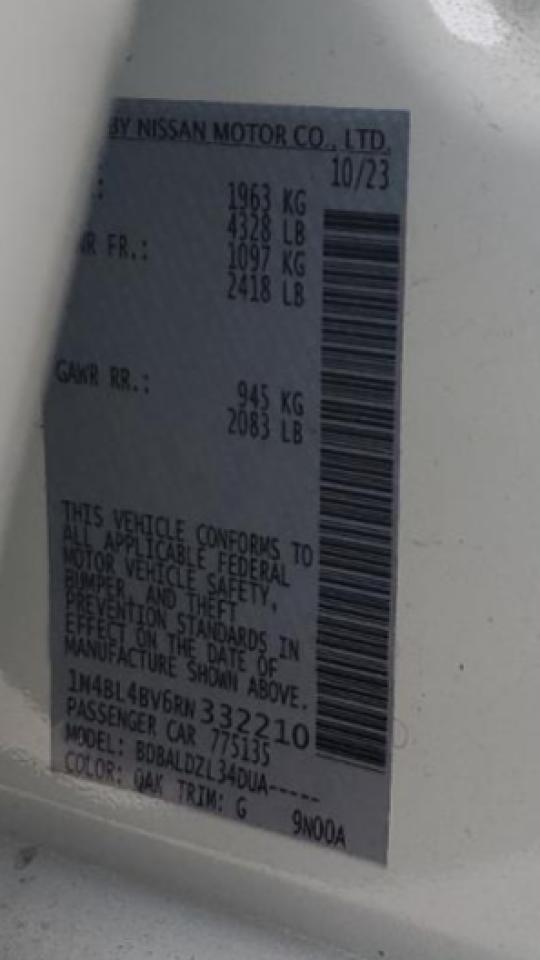 BY NISSAN MOTOR CO., LTD.
10/23
: 1963 KG
4328 LB
WR FR.: 1097 KG
2418 LB
GAWR RR.: 945 KG
2083 LB
THIS VEHICLE CONFORMS TO
ALL APPLICABLE FEDERAL
MOTOR VEHICLE SAFETY,
BUMPER, AND THEFT
PREVENTION STANDARDS IN
EFFECT ON THE DATE OF
MANUFACTURE SHOWN ABOVE.
1N4BL4BV6RN332210
PASSENGER CAR 775135
MODEL: BDBALDZL34DUA-----
COLOR: QAK TRIM: G 9N00A